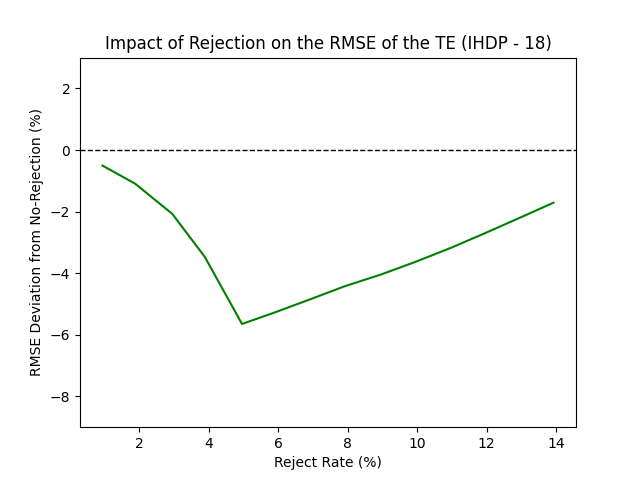 Impact of Rejection on the RMSE of the TE (IHDP - 18)
RMSE Deviation from No-Rejection (%)
2
0
−2
−4
−6
−8
2 4 6 8 10 12 14
Reject Rate (%)